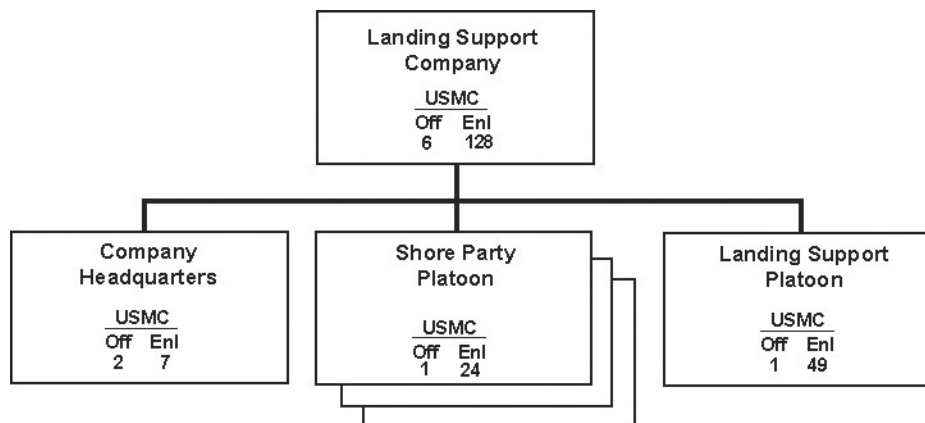 Landing Support
Company
USMC
Off Enl
6 128
Company
Headquarters
USMC
Off Enl
2 7
Shore Party
Platoon
USMC
Off Enl
1 24
Landing Support
Platoon
USMC
Off Enl
1 49